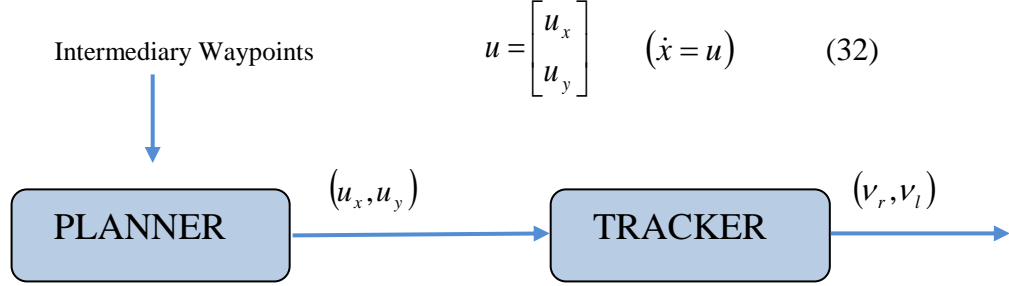 Intermediary Waypoints
u = [u_x u_y] (ẋ = u) (32)
(u_x, u_y)
(ν_r, ν_l)
PLANNER
TRACKER